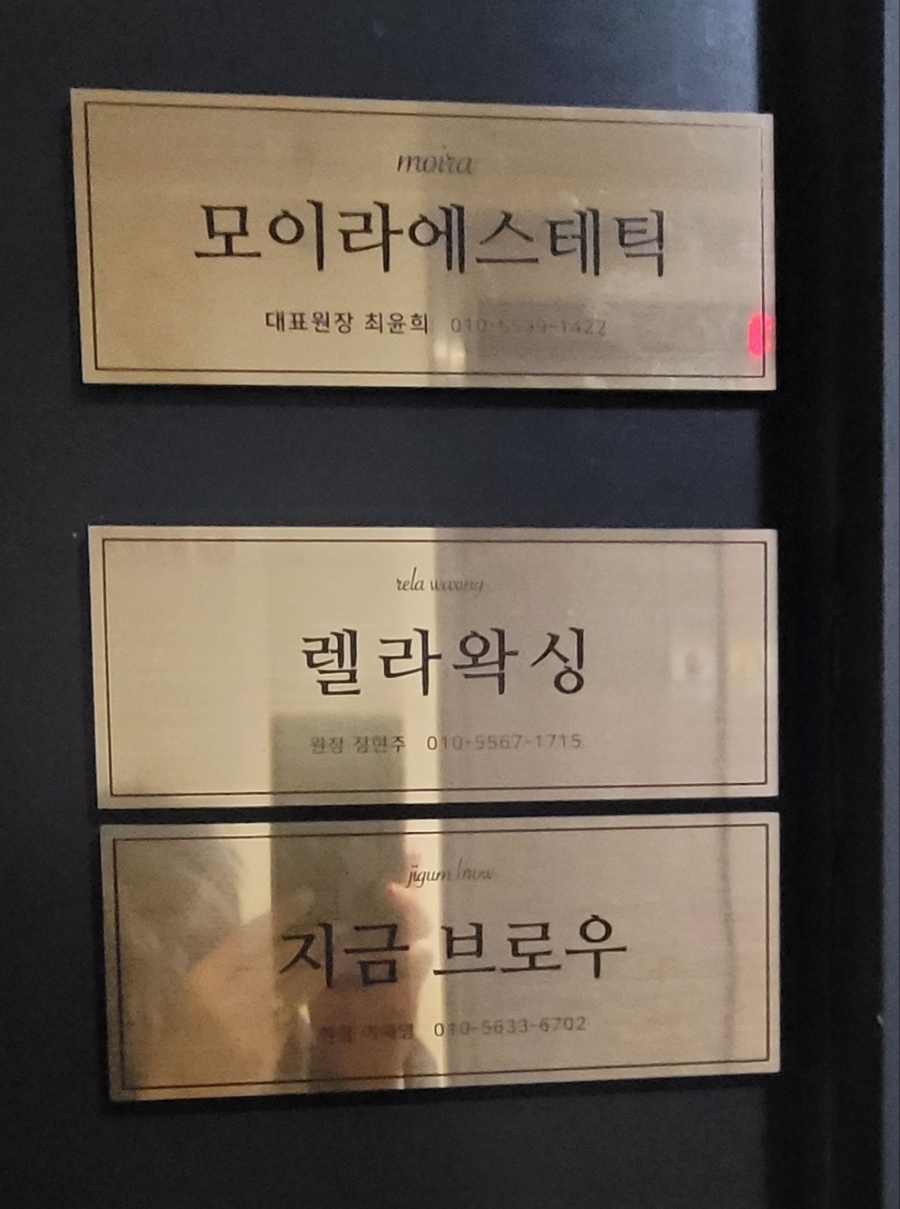 moira
모이라에스테틱
대표원장 최윤희 010-5599-1422
rela waxing
렐라왁싱
원장 정현주 010-5567-1715
jigum brow
지금 브로우
010-5633-6702